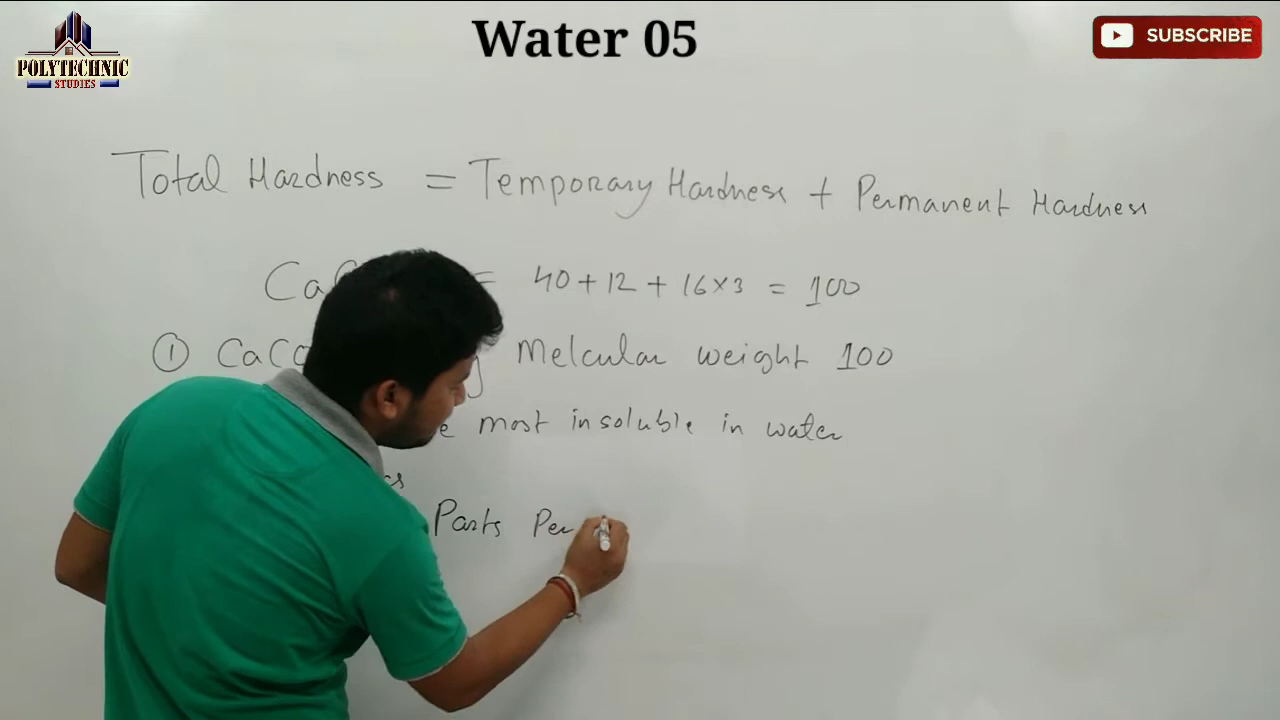 Water 05
POLYTECHNIC
STUDIES
SUBSCRIBE
Total Hardness = Temporary Hardness + Permanent Hardness
Ca = 40 + 12 + 16×3 = 100
① CaCO Melcular weight 100
most insoluble in water
Parts Per